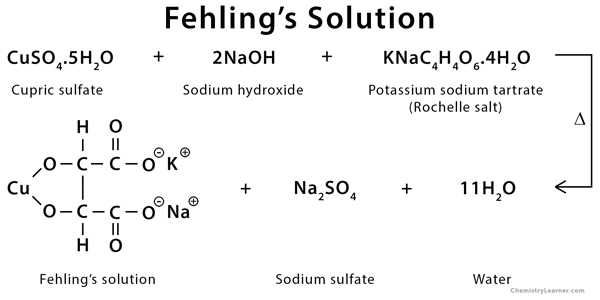 Fehling's Solution
CuSO₄.5H₂O + 2NaOH + KNaC₄H₄O₆.4H₂O
Cupric sulfate Sodium hydroxide Potassium sodium tartrate
(Rochelle salt)
Δ
H O
O – C – C – O⊖ K⊕
Cu + Na₂SO₄ + 11H₂O
O – C – C – O⊖ Na⊕
H O
Fehling's solution Sodium sulfate Water
ChemistryLearner.com